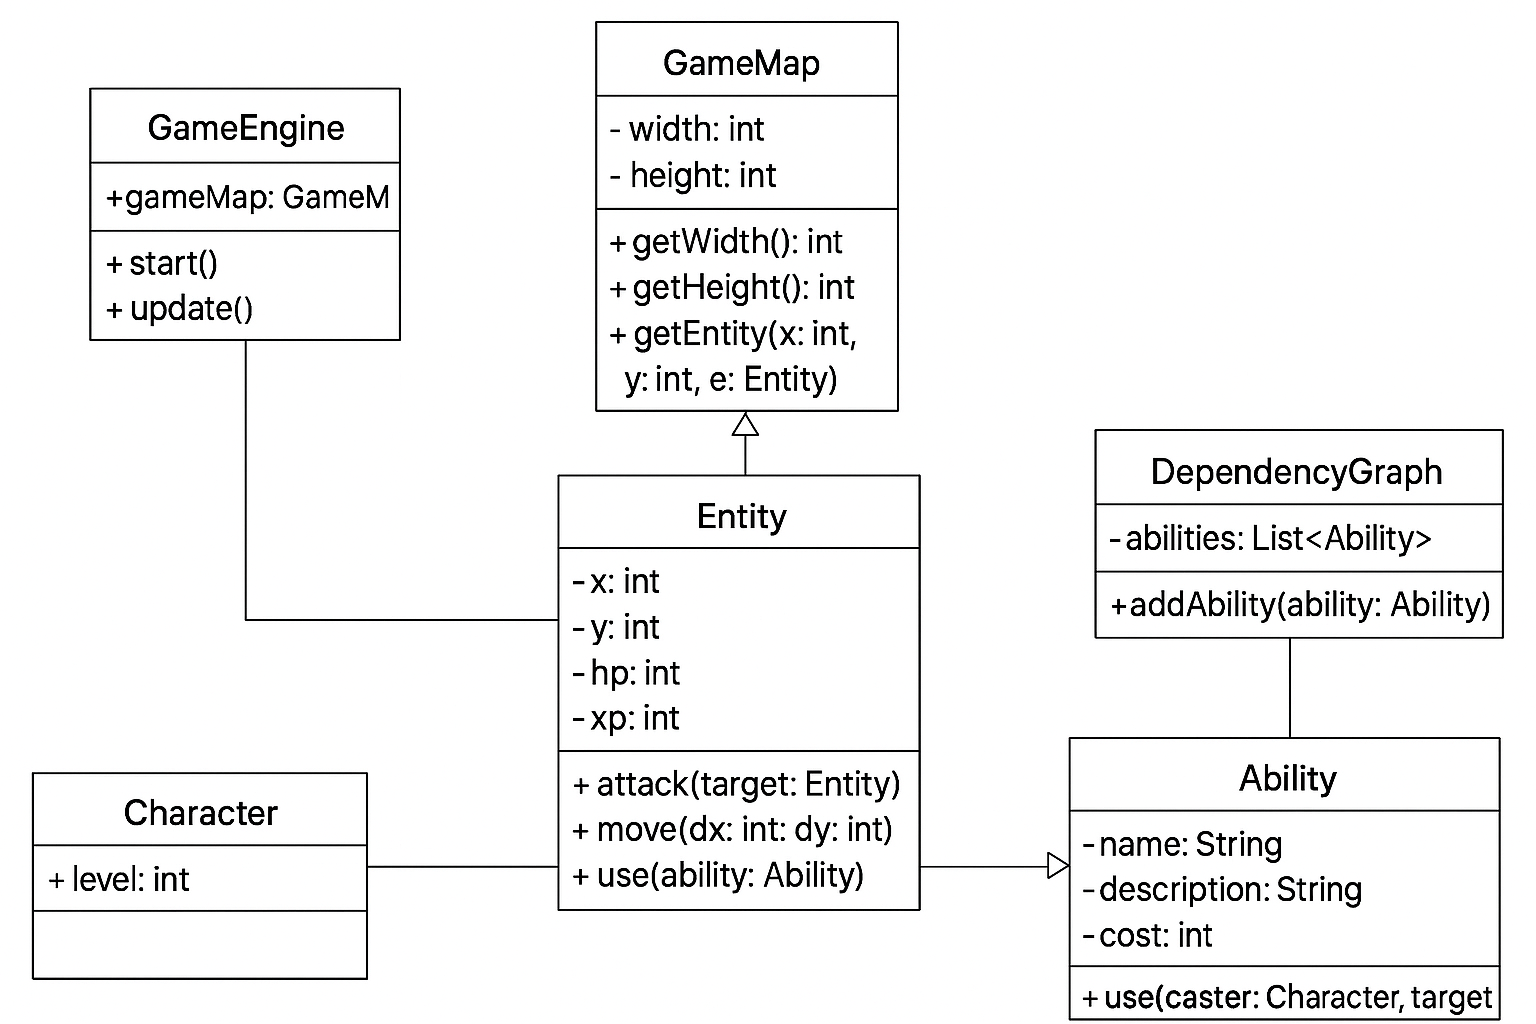 GameMap
- width: int
- height: int
+ getWidth(): int
+ getHeight(): int
+ getEntity(x: int,
y: int, e: Entity)
GameEngine
+gameMap: GameM
+ start()
+ update()
Entity
- x: int
- y: int
- hp: int
- xp: int
+ attack(target: Entity)
+ move(dx: int: dy: int)
+ use(ability: Ability)
DependencyGraph
- abilities: List<Ability>
+addAbility(ability: Ability)
Character
+ level: int
Ability
- name: String
- description: String
- cost: int
+ use(caster: Character, target